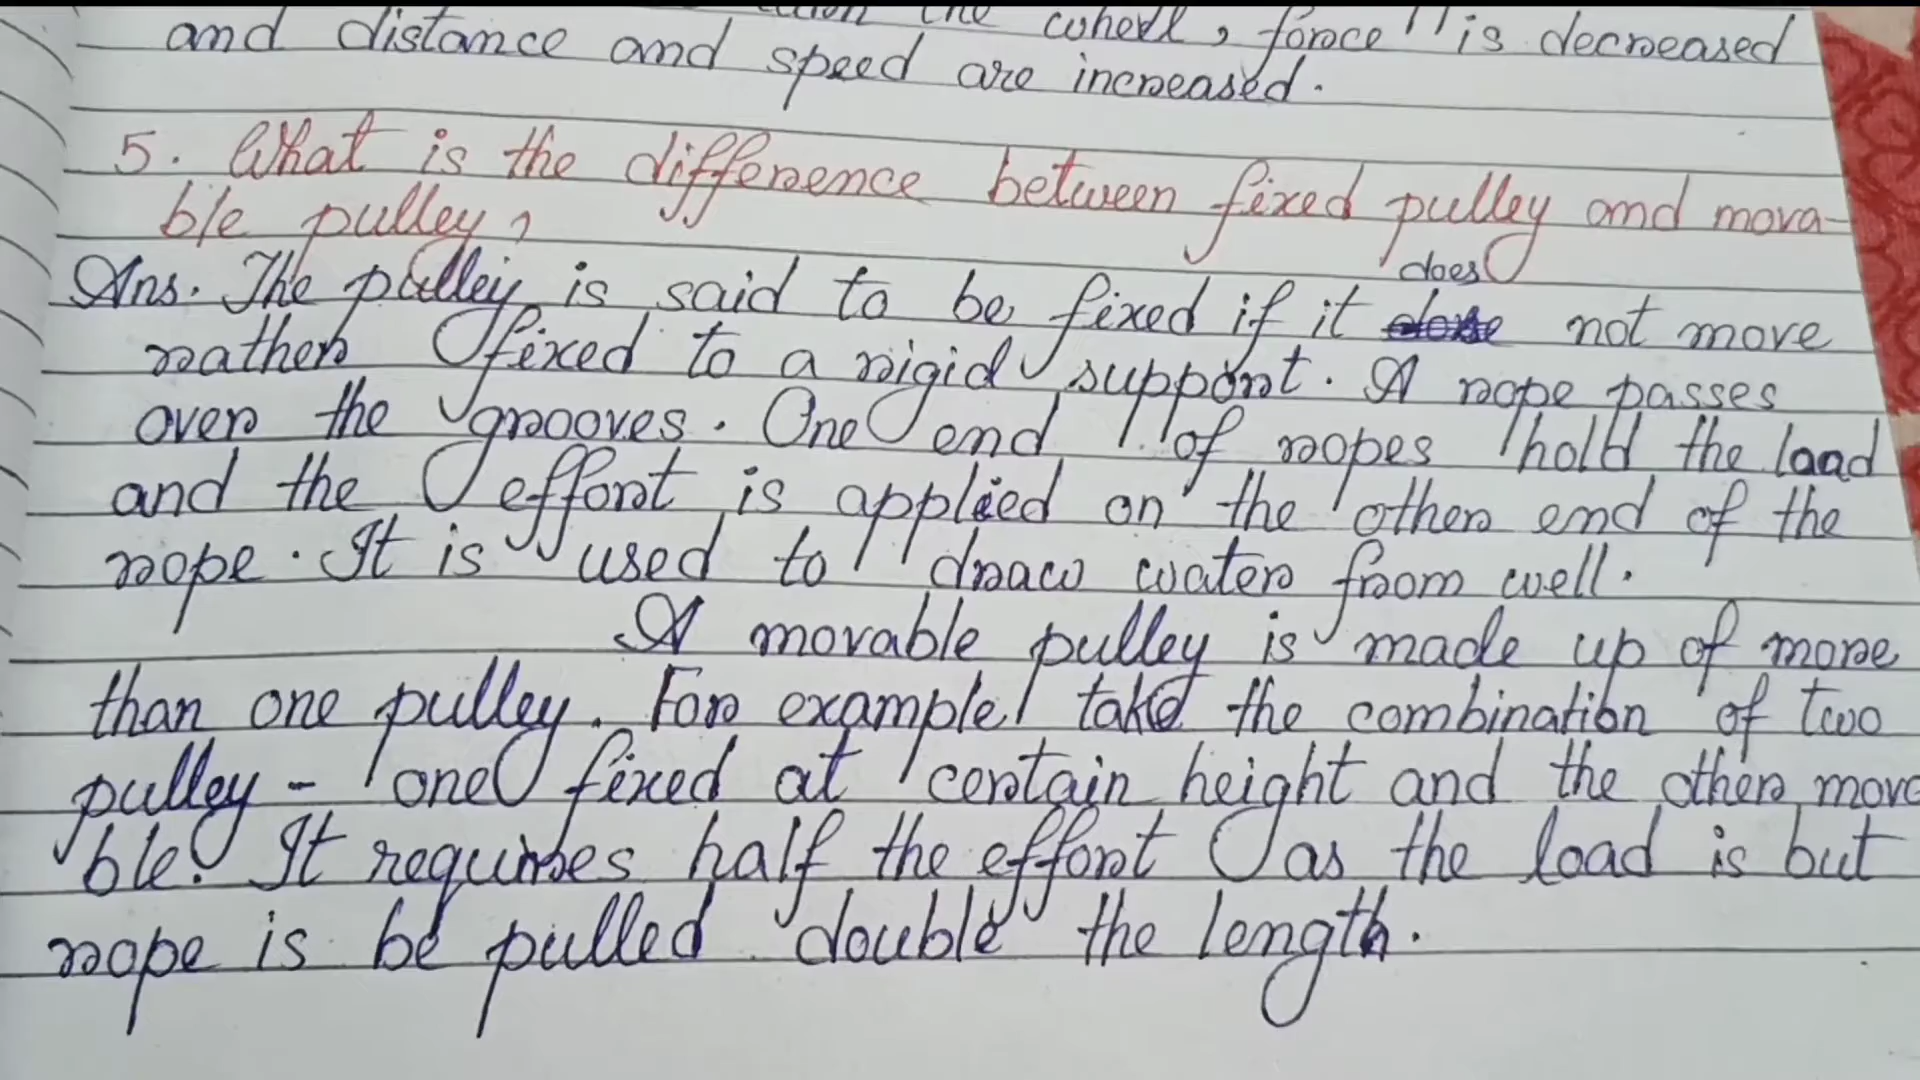 the wheel, force is decreased
and distance and speed are increased.
5. What is the difference between fixed pulley and mova-
ble pulley?
does
Ans. The pulley is said to be fixed if it not move
rather fixed to a rigid support. A rope passes
over the grooves. One end of ropes hold the load
and the effort is applied on the other end of the
rope. It is used to draw water from well.
A movable pulley is made up of more
than one pulley. For example take the combination of two
pulley - one fixed at certain height and the other mova
ble. It requires half the effort as the load is but
rope is be pulled double the length.